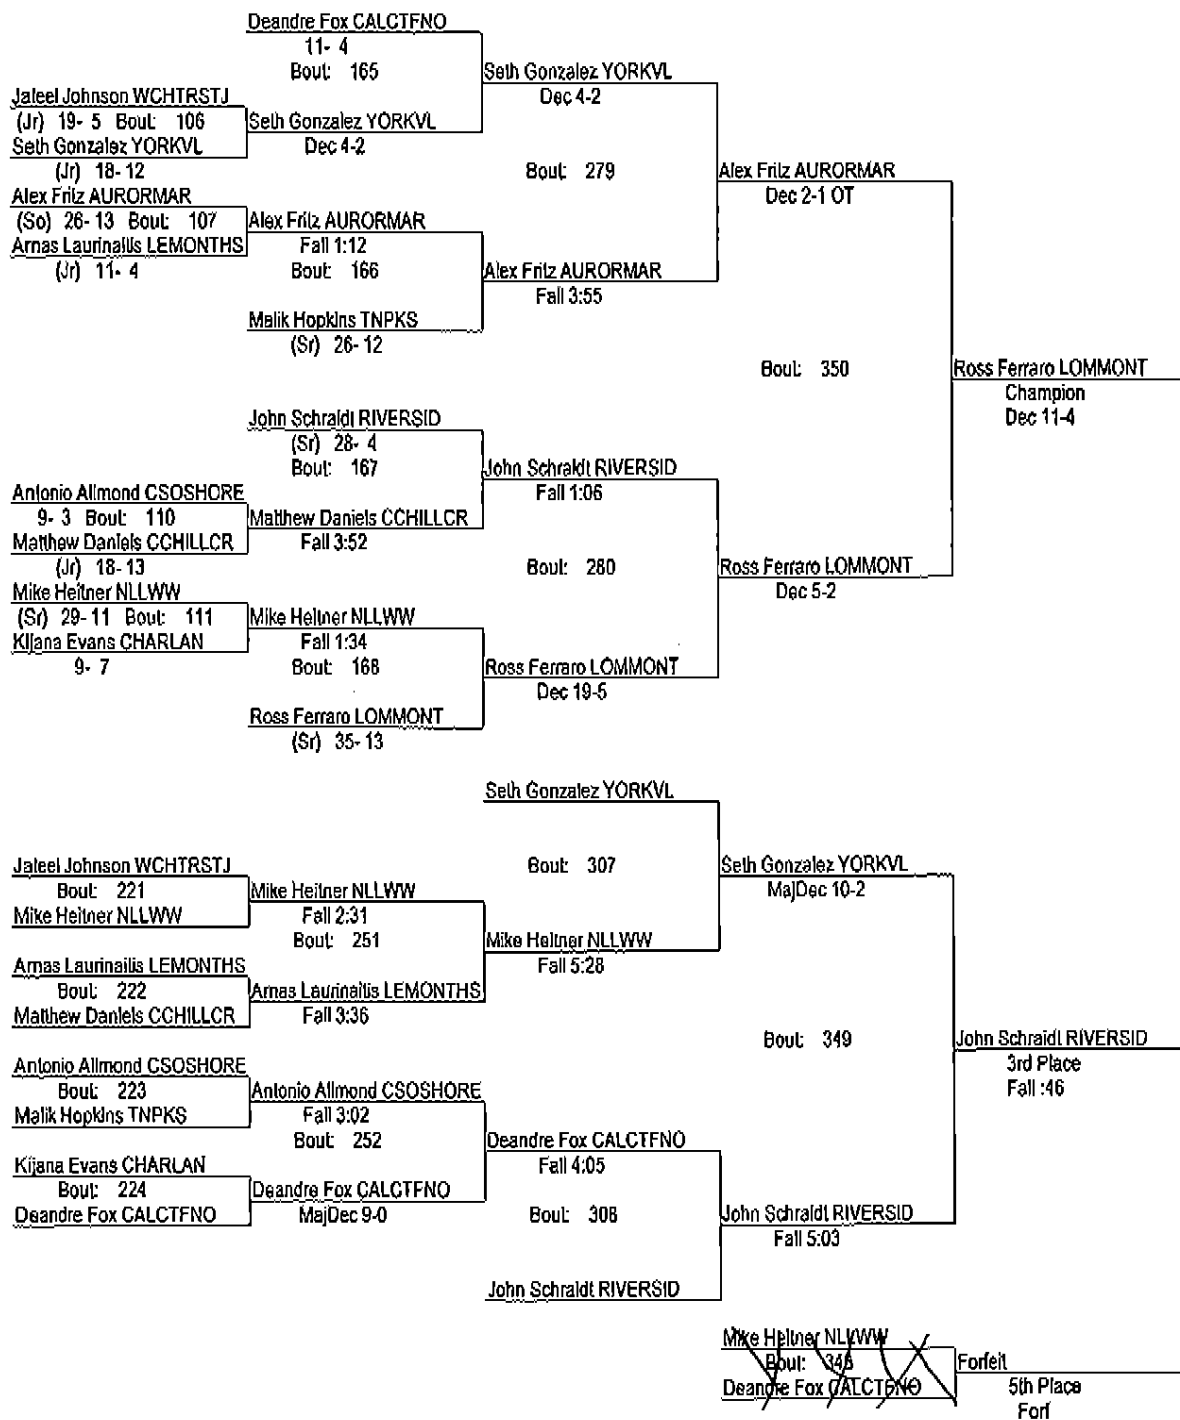 Deandre Fox CALCTFNO
11- 4
Bout: 165
Seth Gonzalez YORKVL
Dec 4-2
Jaleel Johnson WCHTRSTJ
(Jr) 19- 5 Bout: 106
Seth Gonzalez YORKVL
Dec 4-2
Seth Gonzalez YORKVL
(Jr) 18- 12
Bout: 279
Alex Fritz AURORMAR
Dec 2-1 OT
Alex Fritz AURORMAR
(So) 26- 13 Bout: 107
Alex Fritz AURORMAR
Fall 1:12
Arnas Laurinaitis LEMONTHS
(Jr) 11- 4
Bout: 166
Alex Fritz AURORMAR
Fall 3:55
Malik Hopkins TNPKS
(Sr) 26- 12
Bout: 350
Ross Ferraro LOMMONT
Champion
Dec 11-4
John Schraidt RIVERSID
(Sr) 28- 4
Bout: 167
John Schraidt RIVERSID
Fall 1:06
Antonio Allmond CSOSHORE
9- 3 Bout: 110
Matthew Daniels CCHILLCR
Fall 3:52
Matthew Daniels CCHILLCR
(Jr) 18- 13
Bout: 280
Ross Ferraro LOMMONT
Dec 5-2
Mike Heitner NLLWW
(Sr) 29- 11 Bout: 111
Mike Heitner NLLWW
Fall 1:34
Kijana Evans CHARLAN
9- 7
Bout: 168
Ross Ferraro LOMMONT
Dec 19-5
Ross Ferraro LOMMONT
(Sr) 35- 13
Seth Gonzalez YORKVL
Bout: 307
Seth Gonzalez YORKVL
MajDec 10-2
Jaleel Johnson WCHTRSTJ
Bout: 221
Mike Heitner NLLWW
Mike Heitner NLLWW
Fall 2:31
Bout: 251
Mike Heitner NLLWW
Fall 5:28
Arnas Laurinaitis LEMONTHS
Bout: 222
Matthew Daniels CCHILLCR
Arnas Laurinaitis LEMONTHS
Fall 3:36
Bout: 349
John Schraidt RIVERSID
3rd Place
Fall :46
Antonio Allmond CSOSHORE
Bout: 223
Malik Hopkins TNPKS
Antonio Allmond CSOSHORE
Fall 3:02
Bout: 252
Deandre Fox CALCTFNO
Fall 4:05
Kijana Evans CHARLAN
Bout: 224
Deandre Fox CALCTFNO
Deandre Fox CALCTFNO
MajDec 9-0
Bout: 308
John Schraidt RIVERSID
Fall 5:03
John Schraidt RIVERSID
Mike Heitner NLLWW
Bout:
Deandre Fox CALCTFNO
Forfeit
5th Place
Forf